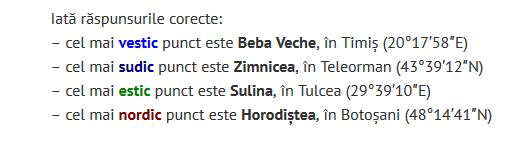 Iată răspunsurile corecte:
– cel mai vestic punct este Beba Veche, în Timiș (20°17′58″E)
– cel mai sudic punct este Zimnicea, în Teleorman (43°39′12″N)
– cel mai estic punct este Sulina, în Tulcea (29°39′10″E)
– cel mai nordic punct este Horodiștea, în Botoșani (48°14′41″N)